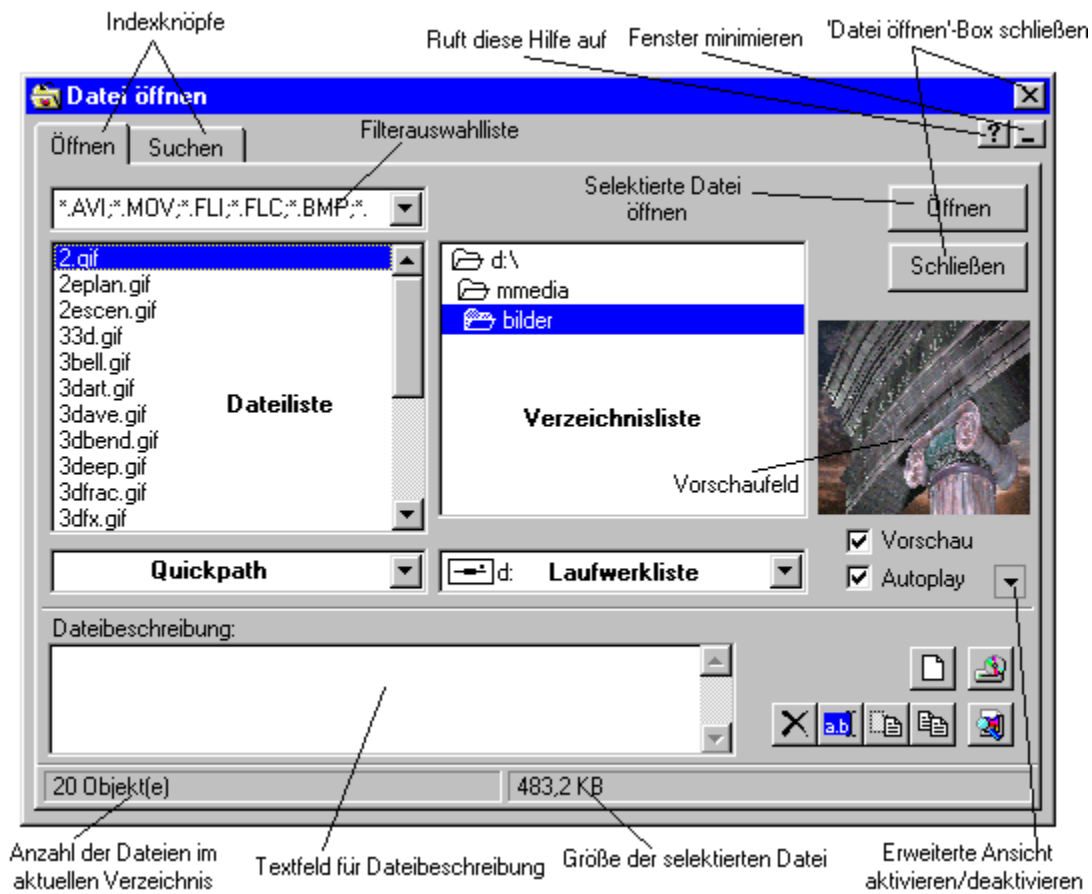 Indexknöpfe
Ruft diese Hilfe auf
Fenster minimieren
'Datei öffnen'-Box schließen
Datei öffnen
Öffnen
Suchen
Filterauswahlliste
?
*.AVI;*.MOV;*.FLI;*.FLC;*.BMP;*.
Selektierte Datei
öffnen
Öffnen
Schließen
2.gif
2eplan.gif
2escen.gif
33d.gif
3bell.gif
3dart.gif
3dave.gif
3dbend.gif
3deep.gif
3dfrac.gif
3dfx.gif
Dateiliste
d:\
mmedia
bilder
Verzeichnisliste
Vorschaufeld
Vorschau
Autoplay
Quickpath
d:
Laufwerkliste
Dateibeschreibung:
a.b
20 Objekt(e)
483,2 KB
Anzahl der Dateien im
aktuellen Verzeichnis
Textfeld für Dateibeschreibung
Größe der selektierten Datei
Erweiterte Ansicht
aktivieren/deaktivieren